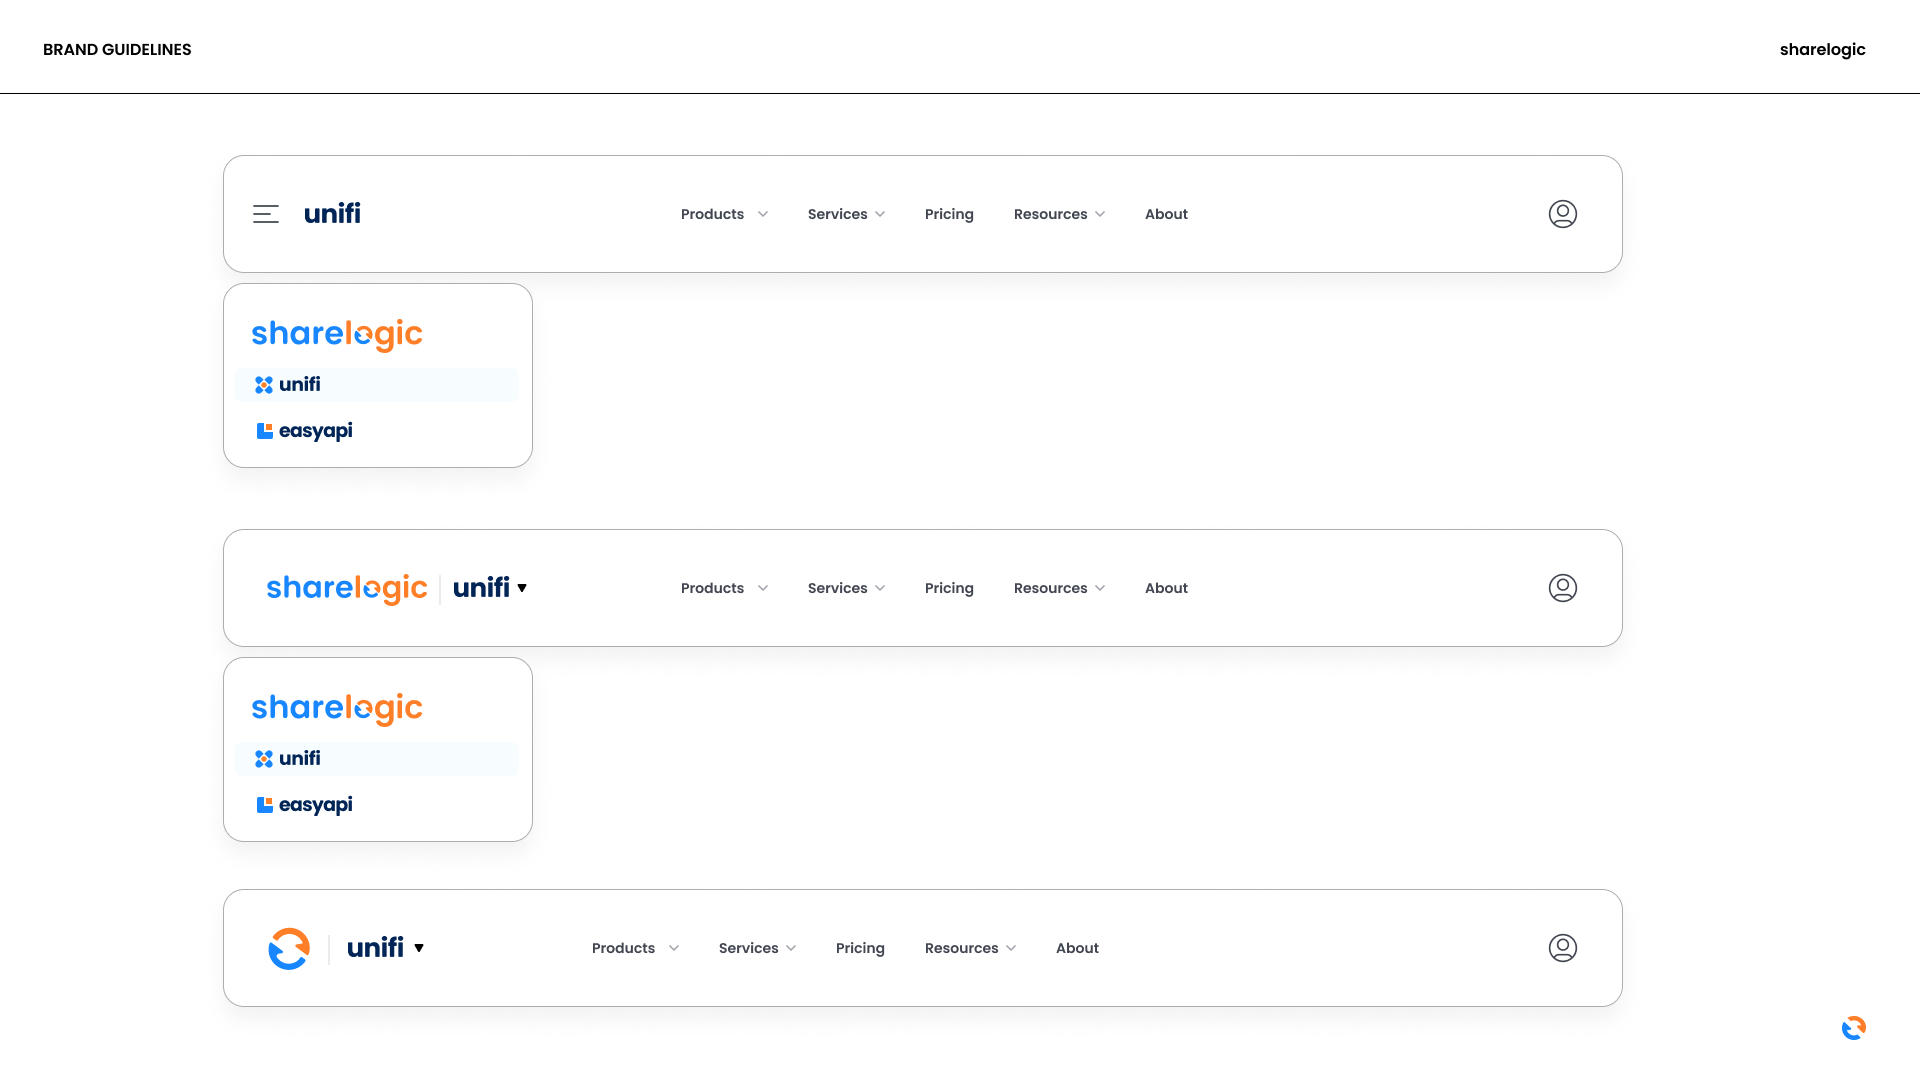 BRAND GUIDELINES
sharelogic
unifi
Products
Services
Pricing
Resources
About
sharelogic
unifi
easyapi
sharelogic
unifi
Products
Services
Pricing
Resources
About
sharelogic
unifi
easyapi
unifi
Products
Services
Pricing
Resources
About